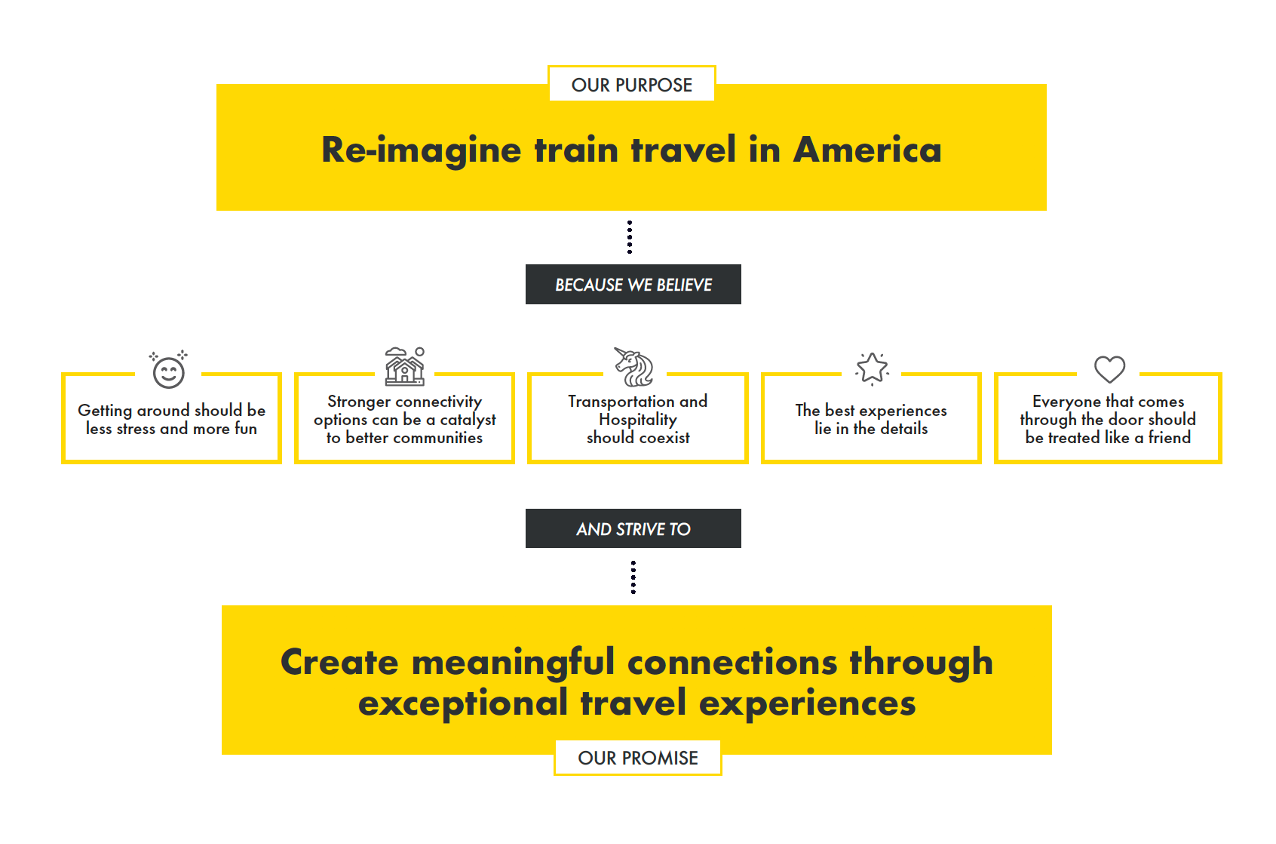 OUR PURPOSE
Re-imagine train travel in America
BECAUSE WE BELIEVE
Getting around should be
less stress and more fun
Stronger connectivity
options can be a catalyst
to better communities
Transportation and
Hospitality
should coexist
The best experiences
lie in the details
Everyone that comes
through the door should
be treated like a friend
AND STRIVE TO
Create meaningful connections through
exceptional travel experiences
OUR PROMISE